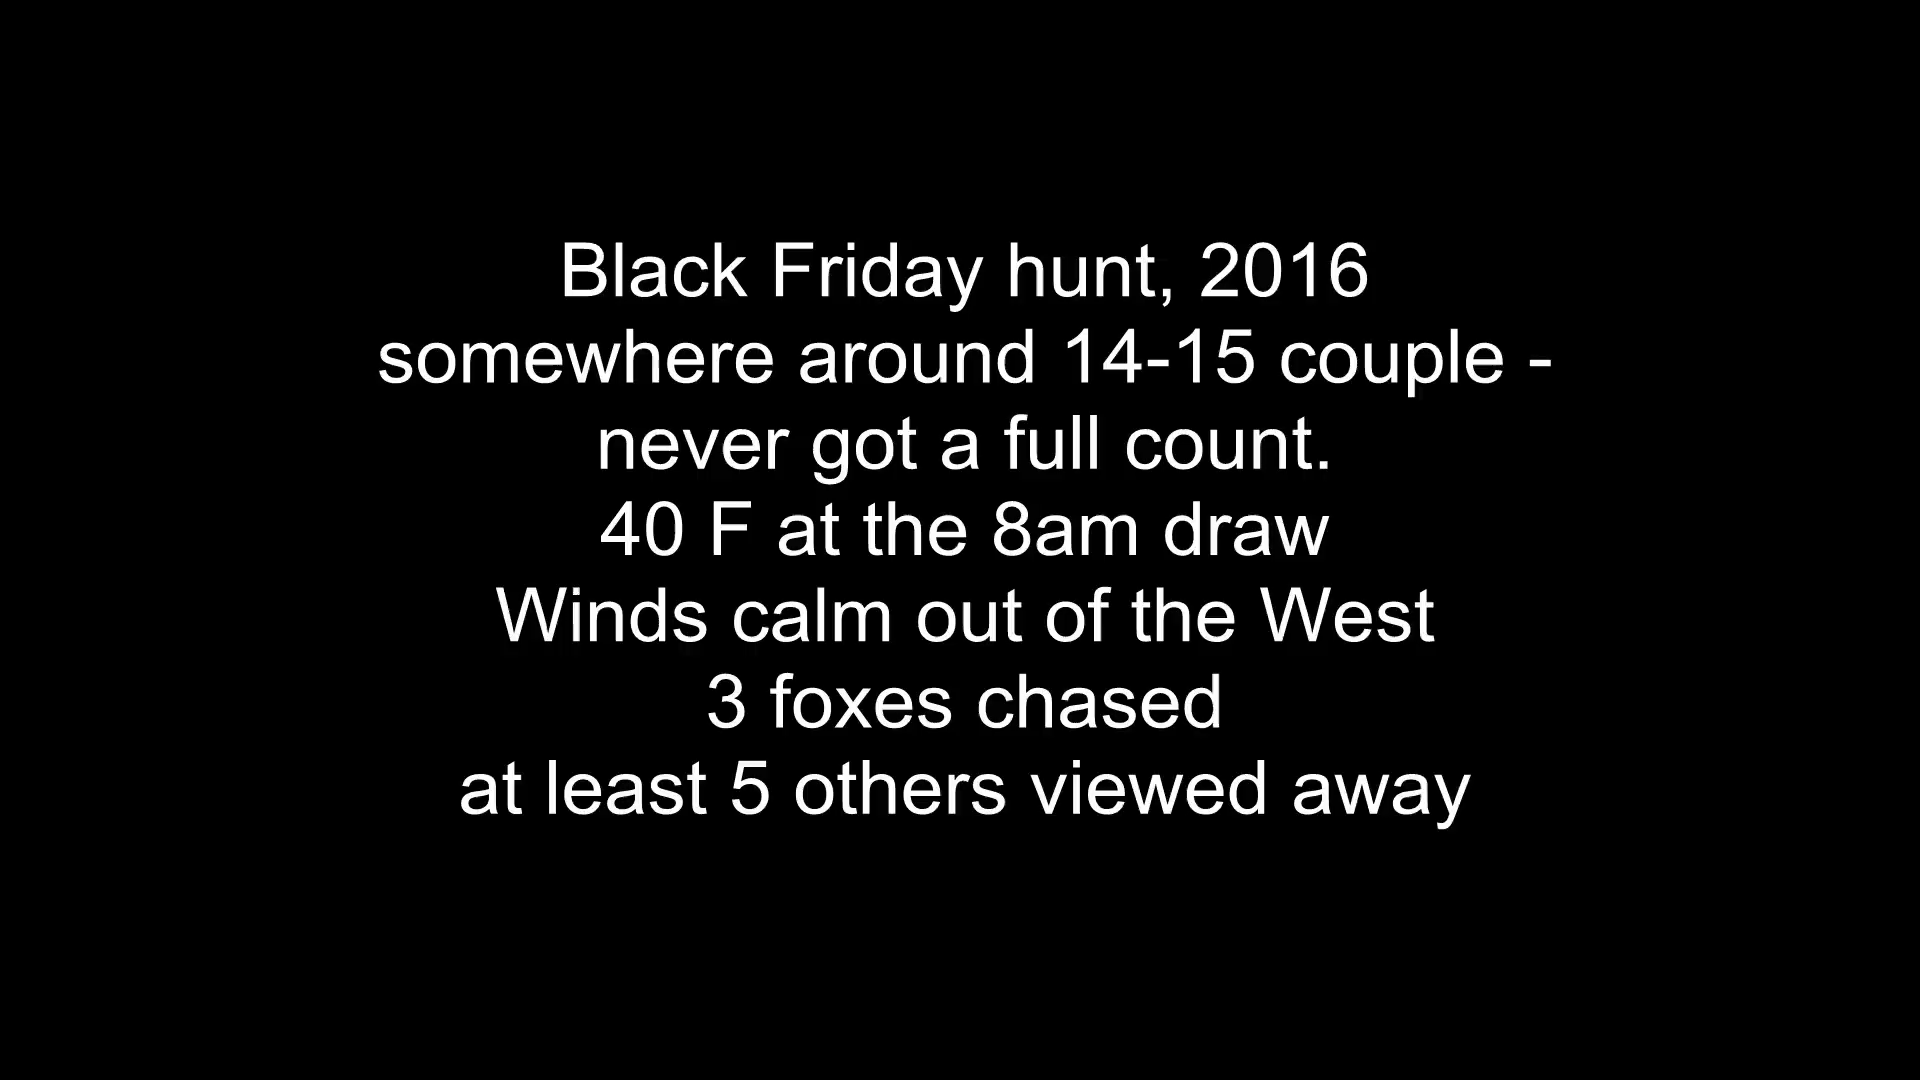 Black Friday hunt, 2016
somewhere around 14-15 couple -
never got a full count.
40 F at the 8am draw
Winds calm out of the West
3 foxes chased
at least 5 others viewed away